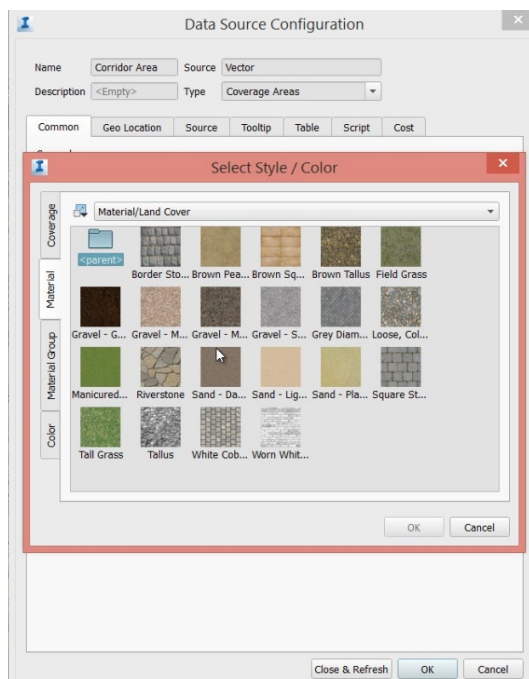 Data Source Configuration
Name Corridor Area Source Vector
Description <Empty> Type Coverage Areas
Common Geo Location Source Tooltip Table Script Cost
Select Style / Color
Coverage
Material
Material Group
Color
Material/Land Cover
<parent> Border Sto... Brown Pea... Brown Sq... Brown Tallus Field Grass
Gravel - G... Gravel - M... Gravel - M... Gravel - S... Grey Diam... Loose, Col...
Manicured... Riverstone Sand - Da... Sand - Lig... Sand - Pla... Square St...
Tall Grass Tallus White Cob... Worn Whit...
OK Cancel
Close & Refresh OK Cancel